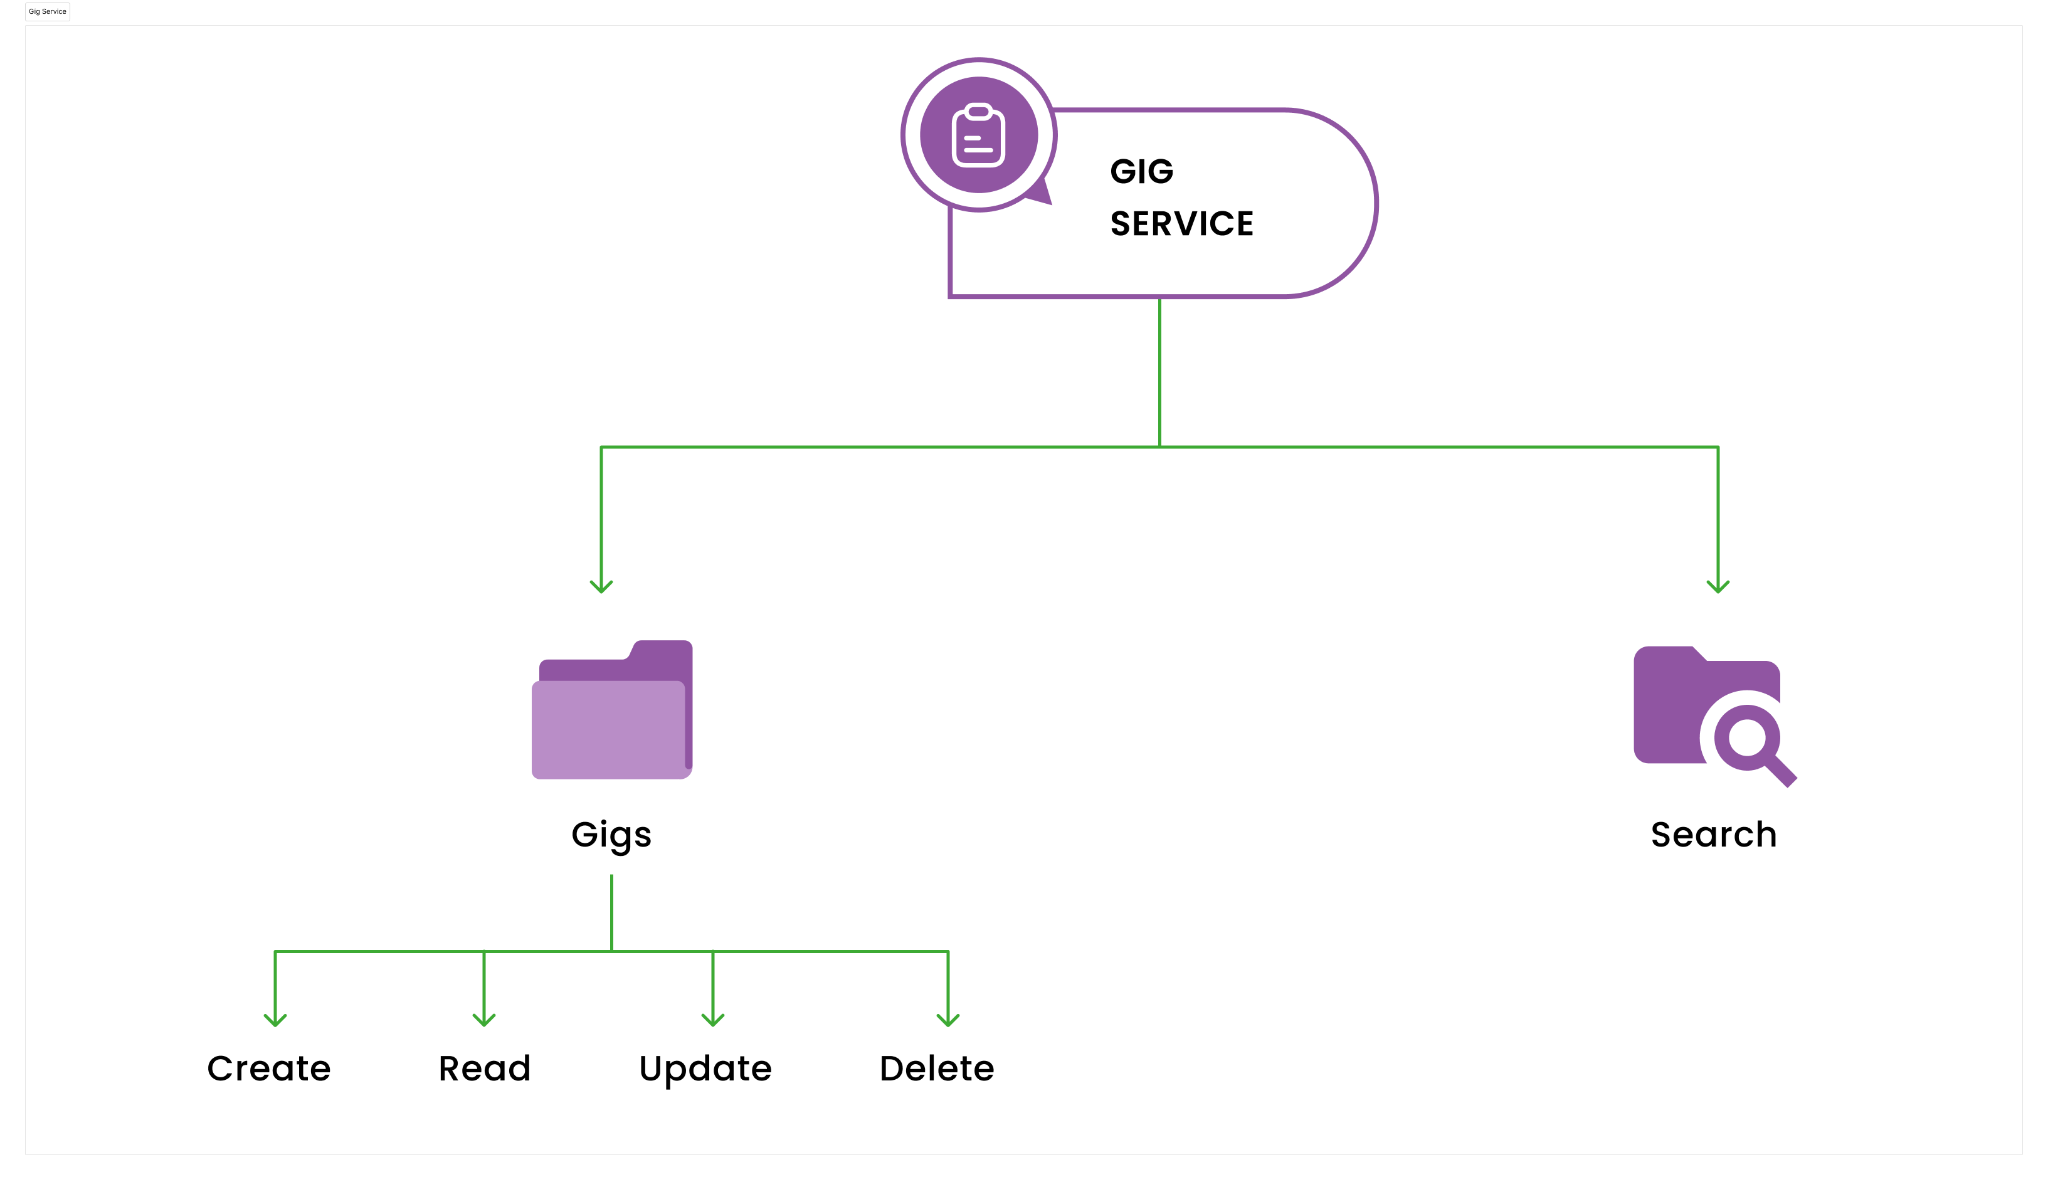 Gig Service
GIG
SERVICE
Gigs
Search
Create
Read
Update
Delete